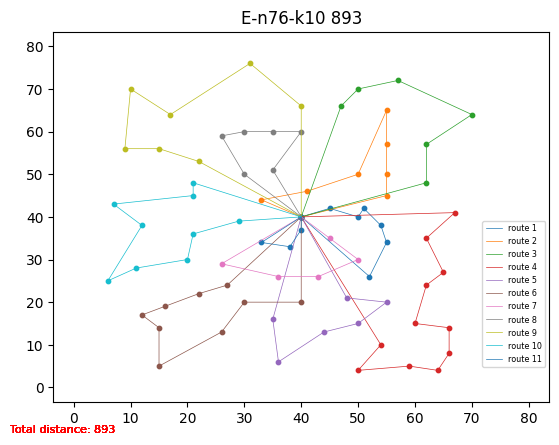 E-n76-k10 893
80
70
60
50
40
30
20
10
0
route 1
route 2
route 3
route 4
route 5
route 6
route 7
route 8
route 9
route 10
route 11
0 10 20 30 40 50 60 70 80
Total distance: 893